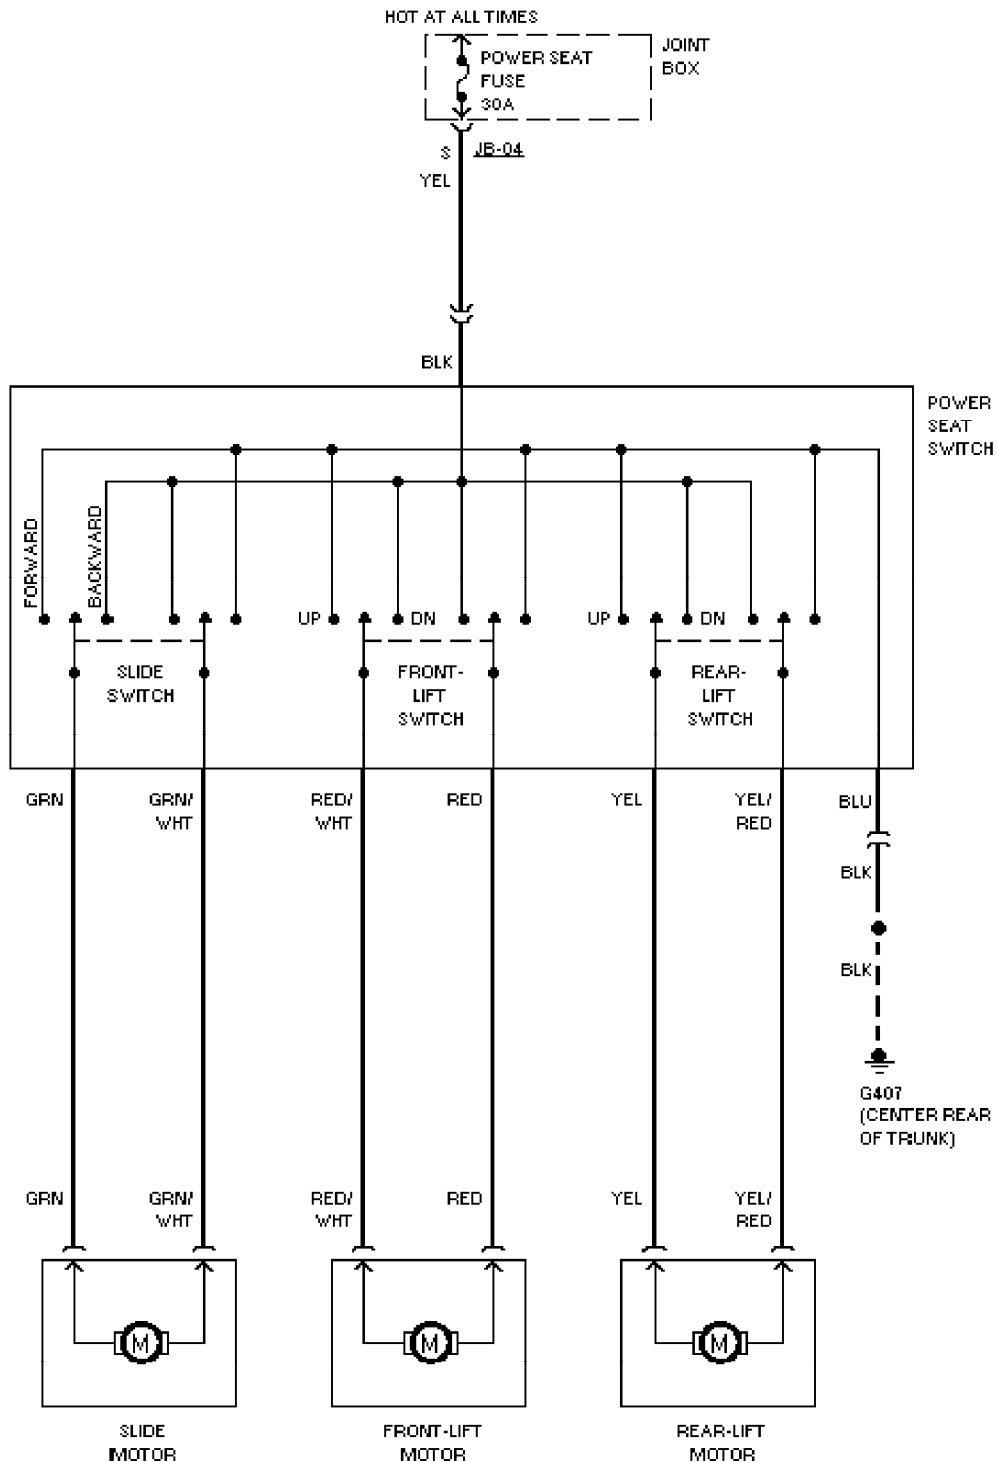 HOT AT ALL TIMES
POWER SEAT
FUSE
30A
JOINT
BOX
S
JB-04
YEL
BLK
POWER
SEAT
SWITCH
FORWARD
BACKWARD
UP
DN
UP
DN
SLIDE
SWITCH
FRONT-
LIFT
SWITCH
REAR-
LIFT
SWITCH
GRN
GRN/
WHT
RED/
WHT
RED
YEL
YEL/
RED
BLU
BLK
BLK
G407
(CENTER REAR
OF TRUNK)
GRN
GRN/
WHT
RED/
WHT
RED
YEL
YEL/
RED
M
M
M
SLIDE
MOTOR
FRONT-LIFT
MOTOR
REAR-LIFT
MOTOR